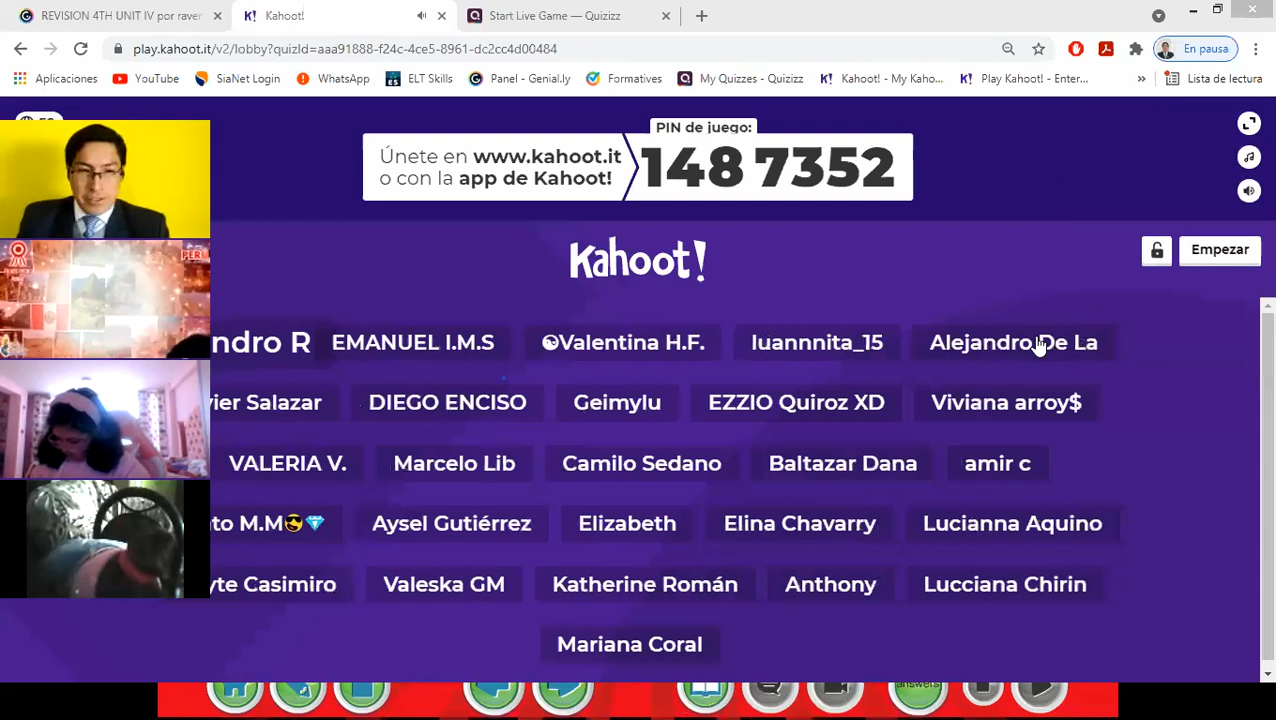 REVISION 4TH UNIT IV por raver
Kahoot!
Start Live Game — Quizizz
play.kahoot.it/v2/lobby?quizId=aaa91888-f24c-4ce5-8961-dc2cc4d00484
En pausa
Aplicaciones
YouTube
SiaNet Login
WhatsApp
ELT Skills
Panel - Genial.ly
Formatives
My Quizzes - Quizizz
Kahoot! - My Kaho...
Play Kahoot! - Enter...
»
Lista de lectura
PIN de juego:
Únete en www.kahoot.it
o con la app de Kahoot!
148 7352
Kahoot!
Empezar
PERÚ
ndro R EMANUEL I.M.S ☯Valentina H.F. Iuannnita_15 Alejandro De La
vier Salazar DIEGO ENCISO Geimylu EZZIO Quiroz XD Viviana arroy$
VALERIA V. Marcelo Lib Camilo Sedano Baltazar Dana amir c
to M.M😎💎 Aysel Gutiérrez Elizabeth Elina Chavarry Lucianna Aquino
yte Casimiro Valeska GM Katherine Román Anthony Lucciana Chirin
Mariana Coral
answers